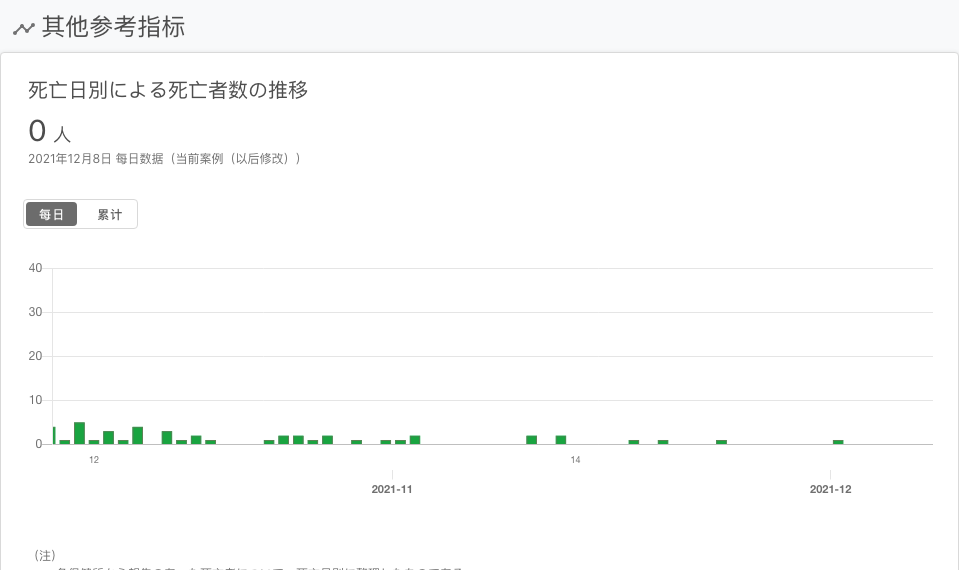 其他参考指标
死亡日別による死亡者数の推移
0 人
2021年12月8日 每日数据（当前案例（以后修改））
每日 累计
40
30
20
10
0
12 14
2021-11 2021-12
（注）